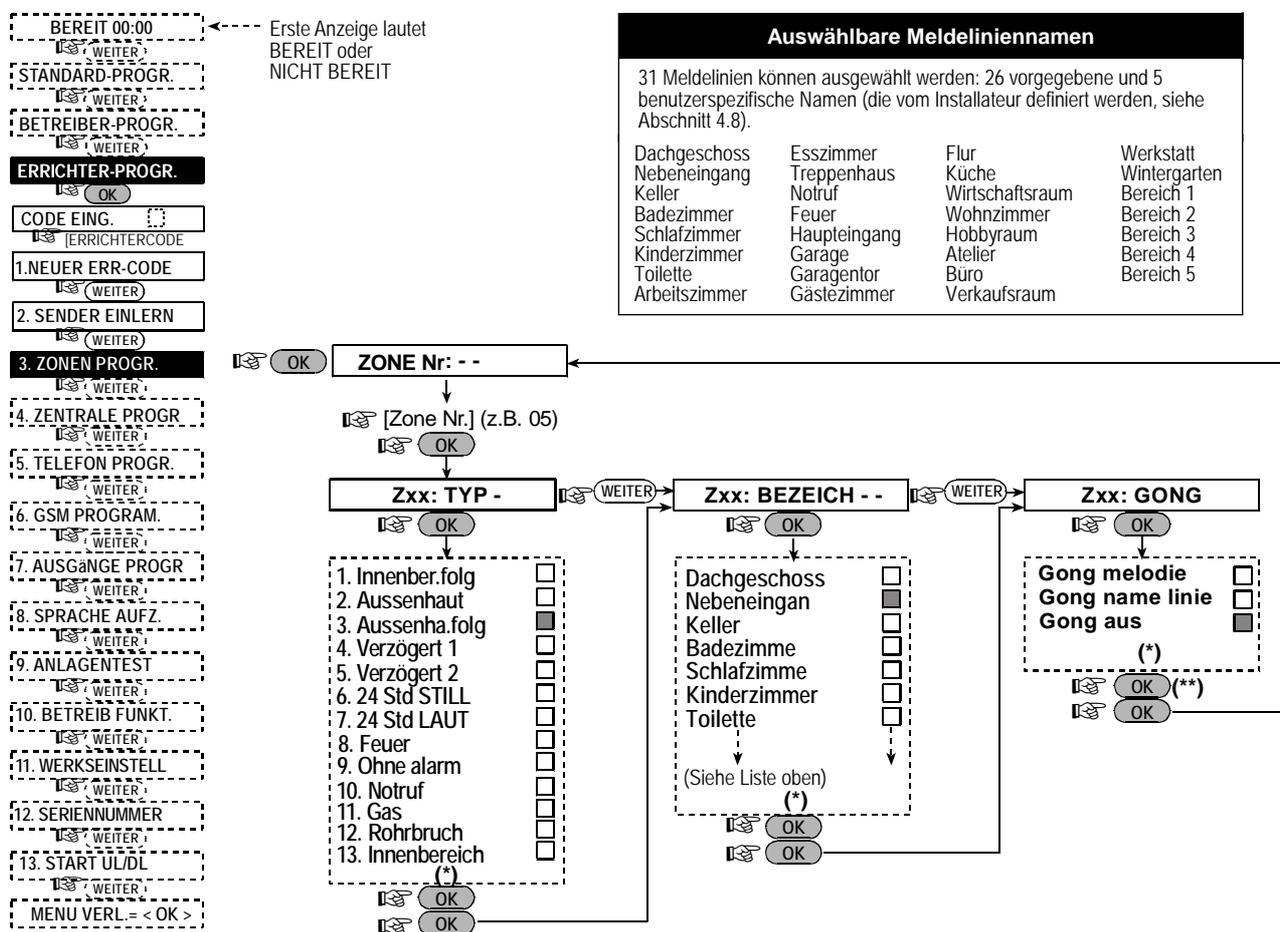 BEREIT 00:00
WEITER
STANDARD-PROGR.
WEITER
BETREIBER-PROGR.
WEITER
ERRICHTER-PROGR.
OK
CODE EING.
[ERRICHTERCODE
1.NEUER ERR-CODE
WEITER
2. SENDER EINLERN
WEITER
3. ZONEN PROGR.
WEITER
4. ZENTRALE PROGR
WEITER
5. TELEFON PROGR.
WEITER
6. GSM PROGRAM.
WEITER
7. AUSGäNGE PROGR
WEITER
8. SPRACHE AUFZ.
WEITER
9. ANLAGENTEST
WEITER
10. BETREIB FUNKT.
WEITER
11. WERKSEINSTELL
WEITER
12. SERIENNUMMER
WEITER
13. START UL/DL
WEITER
MENU VERL.= < OK >
Erste Anzeige lautet
BEREIT oder
NICHT BEREIT
Auswählbare Meldeliniennamen
31 Meldelinien können ausgewählt werden: 26 vorgegebene und 5
benutzerspezifische Namen (die vom Installateur definiert werden, siehe
Abschnitt 4.8).
Dachgeschoss Esszimmer Flur Werkstatt
Nebeneingang Treppenhaus Küche Wintergarten
Keller Notruf Wirtschaftsraum Bereich 1
Badezimmer Feuer Wohnzimmer Bereich 2
Schlafzimmer Haupteingang Hobbyraum Bereich 3
Kinderzimmer Garage Atelier Bereich 4
Toilette Garagentor Büro Bereich 5
Arbeitszimmer Gästezimmer Verkaufsraum
OK ZONE Nr: - -
[Zone Nr.] (z.B. 05)
OK
Zxx: TYP -
OK
1. Innenber.folg
2. Aussenhaut
3. Aussenha.folg
4. Verzögert 1
5. Verzögert 2
6. 24 Std STILL
7. 24 Std LAUT
8. Feuer
9. Ohne alarm
10. Notruf
11. Gas
12. Rohrbruch
13. Innenbereich
(*)
OK
OK
WEITER
Zxx: BEZEICH - -
OK
Dachgeschoss
Nebeneingan
Keller
Badezimme
Schlafzimme
Kinderzimmer
Toilette
(Siehe Liste oben)
(*)
OK
OK
WEITER
Zxx: GONG
OK
Gong melodie
Gong name linie
Gong aus
(*)
OK (**)
OK